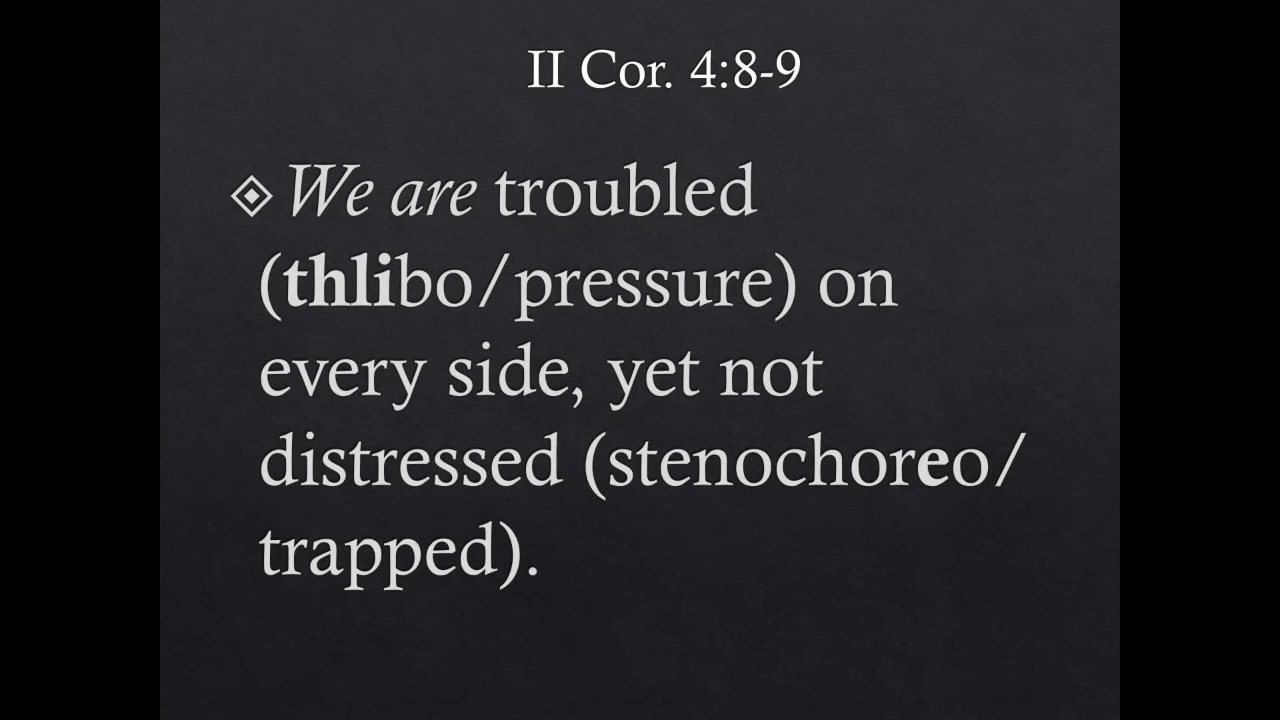 II Cor. 4:8-9
We are troubled
(thlibo/pressure) on
every side, yet not
distressed (stenochoreo/
trapped).